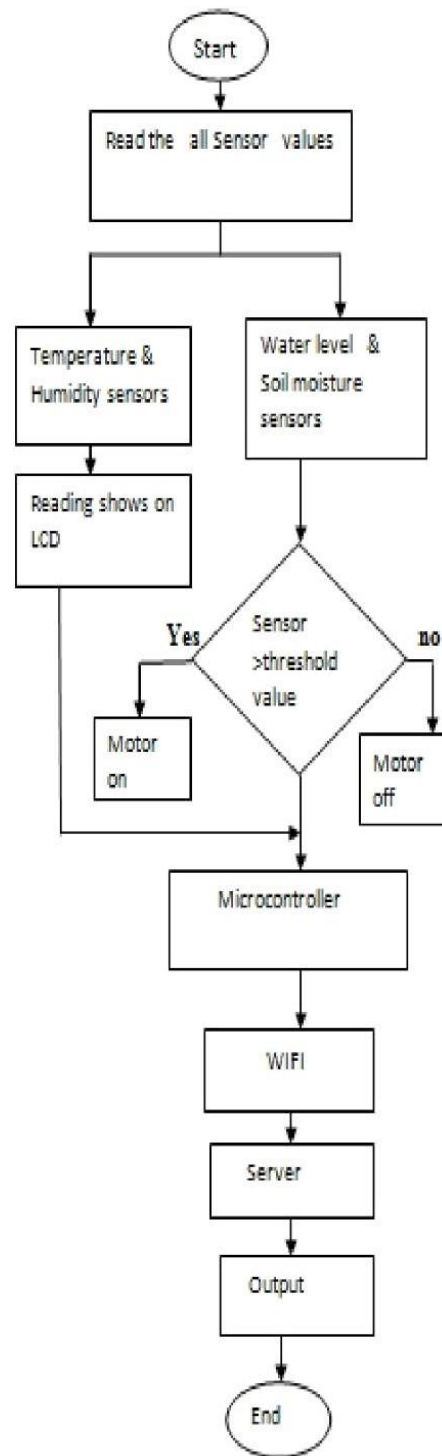 Start
Read the all Sensor values
Temperature &
Humidity sensors
Water level &
Soil moisture
sensors
Reading shows on
LCD
Yes
Sensor
>threshold
value
no
Motor
on
Motor
off
Microcontroller
WIFI
Server
Output
End